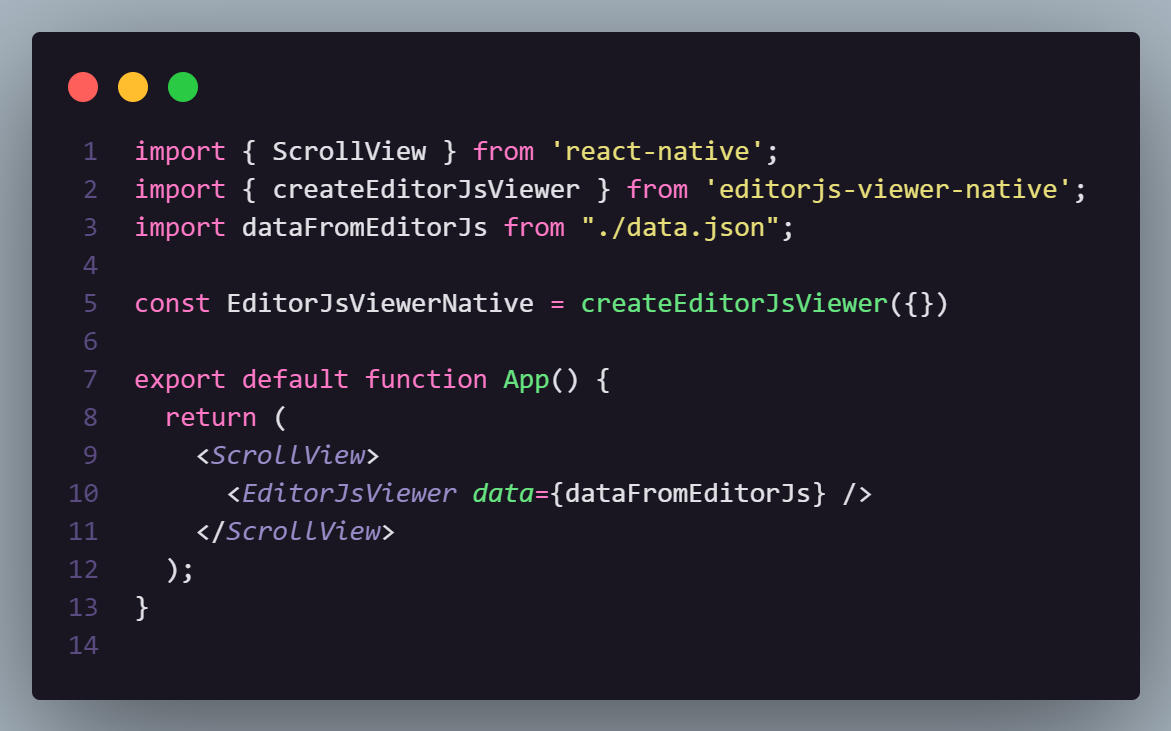 1 import { ScrollView } from 'react-native';
2 import { createEditorJsViewer } from 'editorjs-viewer-native';
3 import dataFromEditorJs from "./data.json";
4
5 const EditorJsViewerNative = createEditorJsViewer({})
6
7 export default function App() {
8   return (
9     <ScrollView>
10       <EditorJsViewer data={dataFromEditorJs} />
11     </ScrollView>
12   );
13 }
14